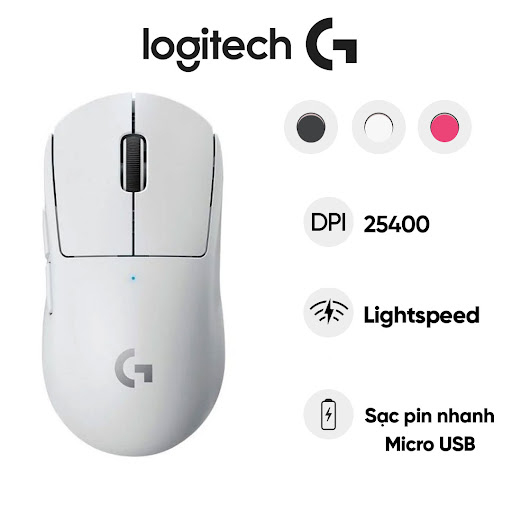 logitech G
DPI 25400
Lightspeed
Sạc pin nhanh
Micro USB